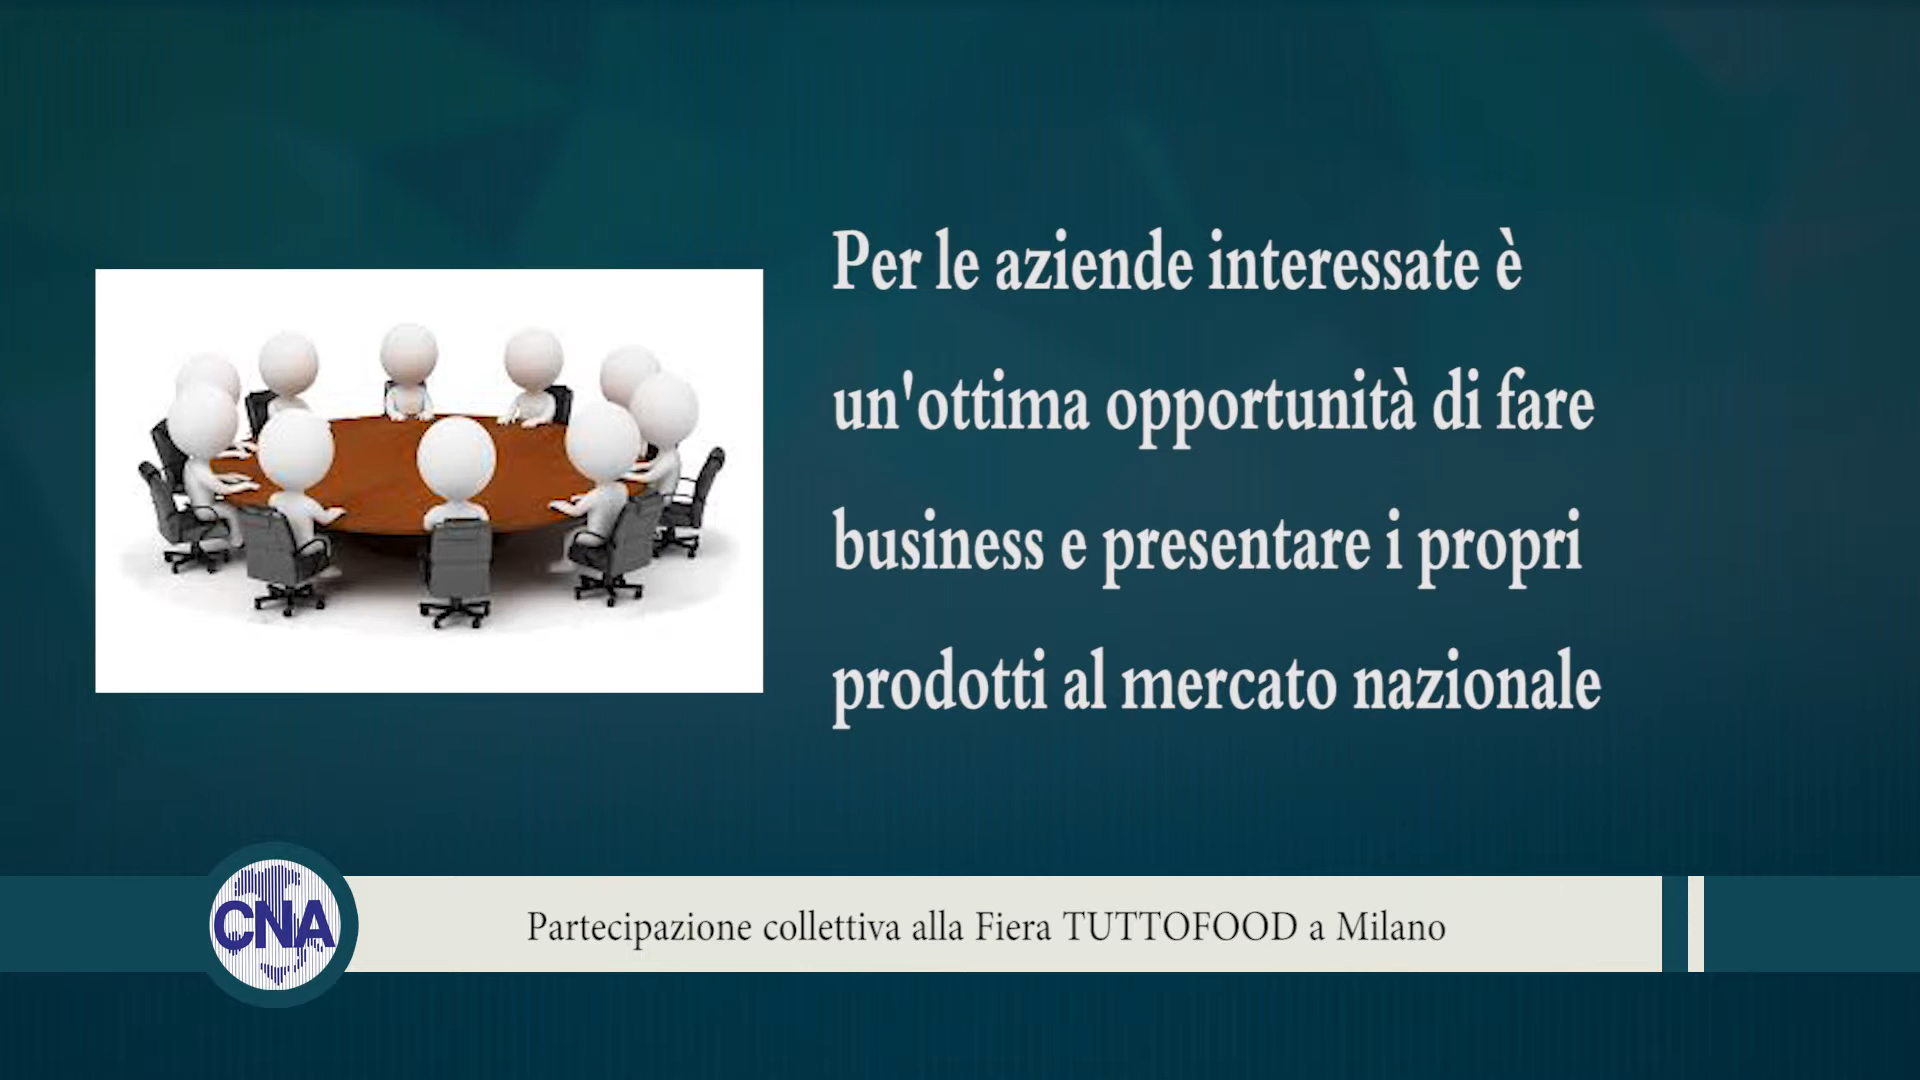 Per le aziende interessate è
un'ottima opportunità di fare
business e presentare i propri
prodotti al mercato nazionale
CNA
Partecipazione collettiva alla Fiera TUTTOFOOD a Milano